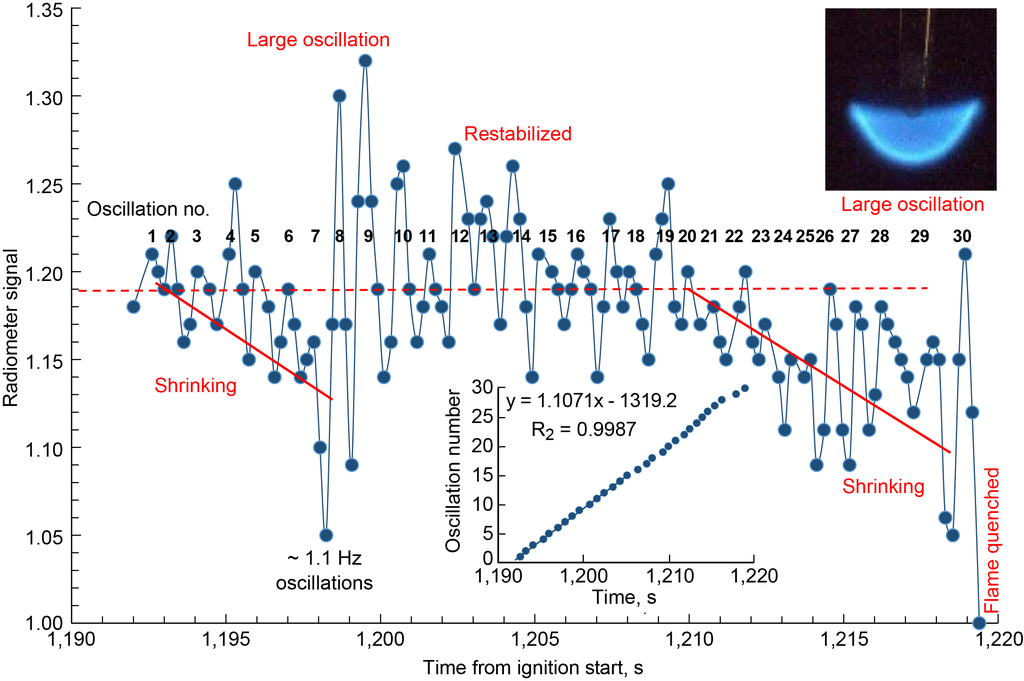 1.35
1.30
1.25
1.20
1.15
1.10
1.05
1.00
Radiometer signal
1,190
1,195
1,200
1,205
1,210
1,215
1,220
Time from ignition start, s
Large oscillation
Restabilized
Large oscillation
Oscillation no.
1 2 3 4 5 6 7 8 9 10 11 12 13 14 15 16 17 18 19 20 21 22 23 24 25 26 27 28 29 30
Shrinking
~ 1.1 Hz
oscillations
Shrinking
Flame quenched
30
25
20
15
10
5
0
Oscillation number
y = 1.1071x - 1319.2
R2 = 0.9987
1,190
1,200
1,210
1,220
Time, s